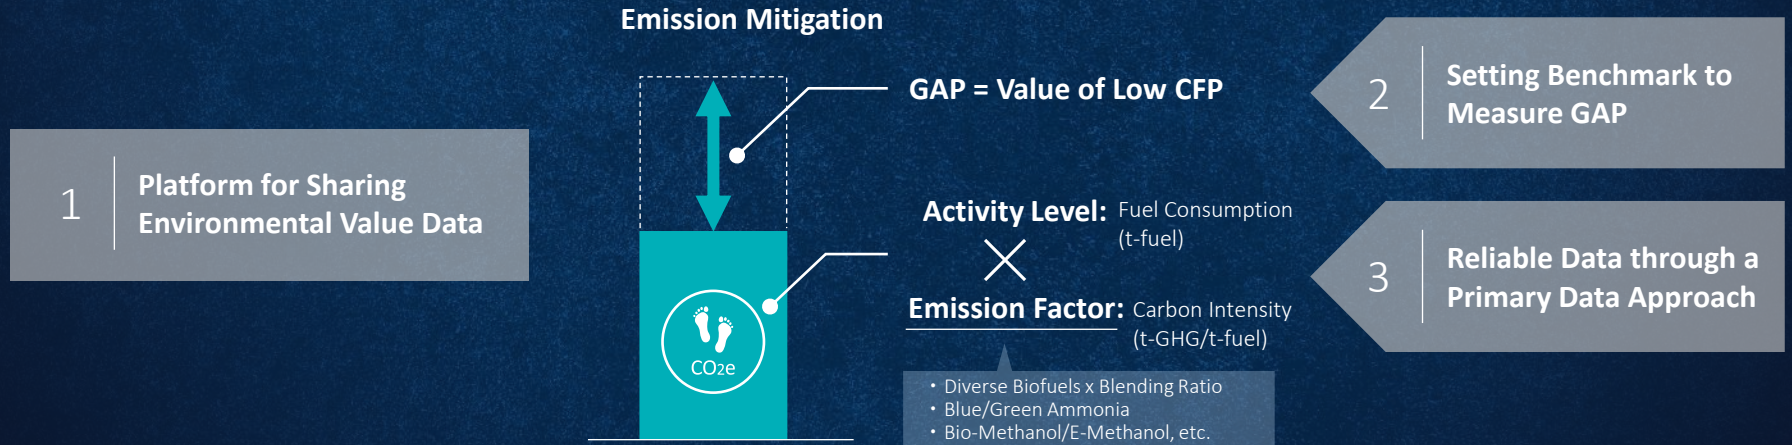 Emission Mitigation
1
Platform for Sharing
Environmental Value Data
CO2e
GAP = Value of Low CFP
Activity Level: Fuel Consumption
(t-fuel)
Emission Factor: Carbon Intensity
(t-GHG/t-fuel)
・Diverse Biofuels x Blending Ratio
・Blue/Green Ammonia
・Bio-Methanol/E-Methanol, etc.
2
Setting Benchmark to
Measure GAP
3
Reliable Data through a
Primary Data Approach